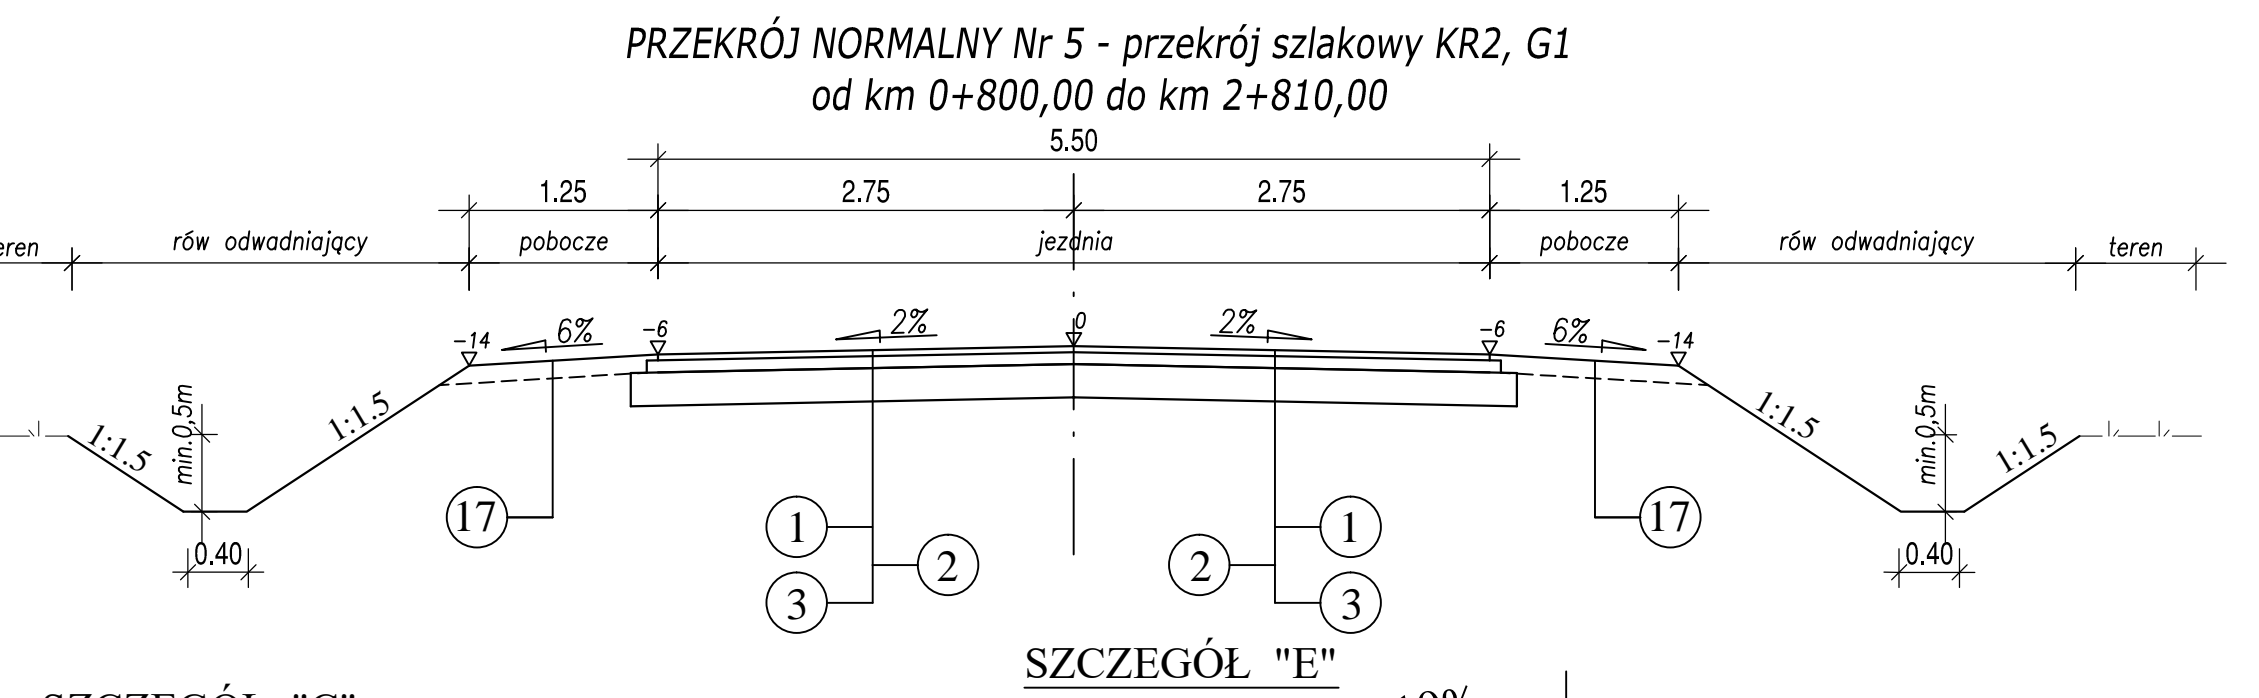 PRZEKRÓJ NORMALNY Nr 5 - przekrój szlakowy KR2, G1
od km 0+800,00 do km 2+810,00
5.50
1.25 2.75 2.75 1.25
rów odwadniający pobocze jezdnia pobocze rów odwadniający teren
-14 6% -6 2% 0 2% -6 6% -14
1:1.5 min.0,5m 1:1.5 1:1.5 min.0,5m 1:1.5
17 1 1 17
2 2
0.40 0.40
3 3
SZCZEGÓŁ "E"